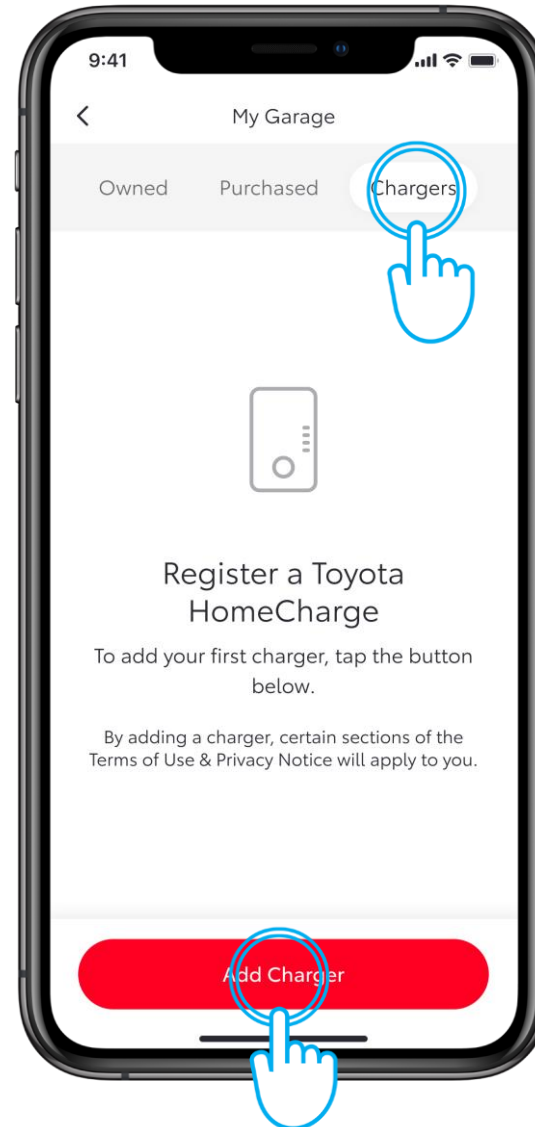 9:41
My Garage
Owned Purchased Chargers
Register a Toyota
HomeCharge
To add your first charger, tap the button
below.
By adding a charger, certain sections of the
Terms of Use & Privacy Notice will apply to you.
Add Charger